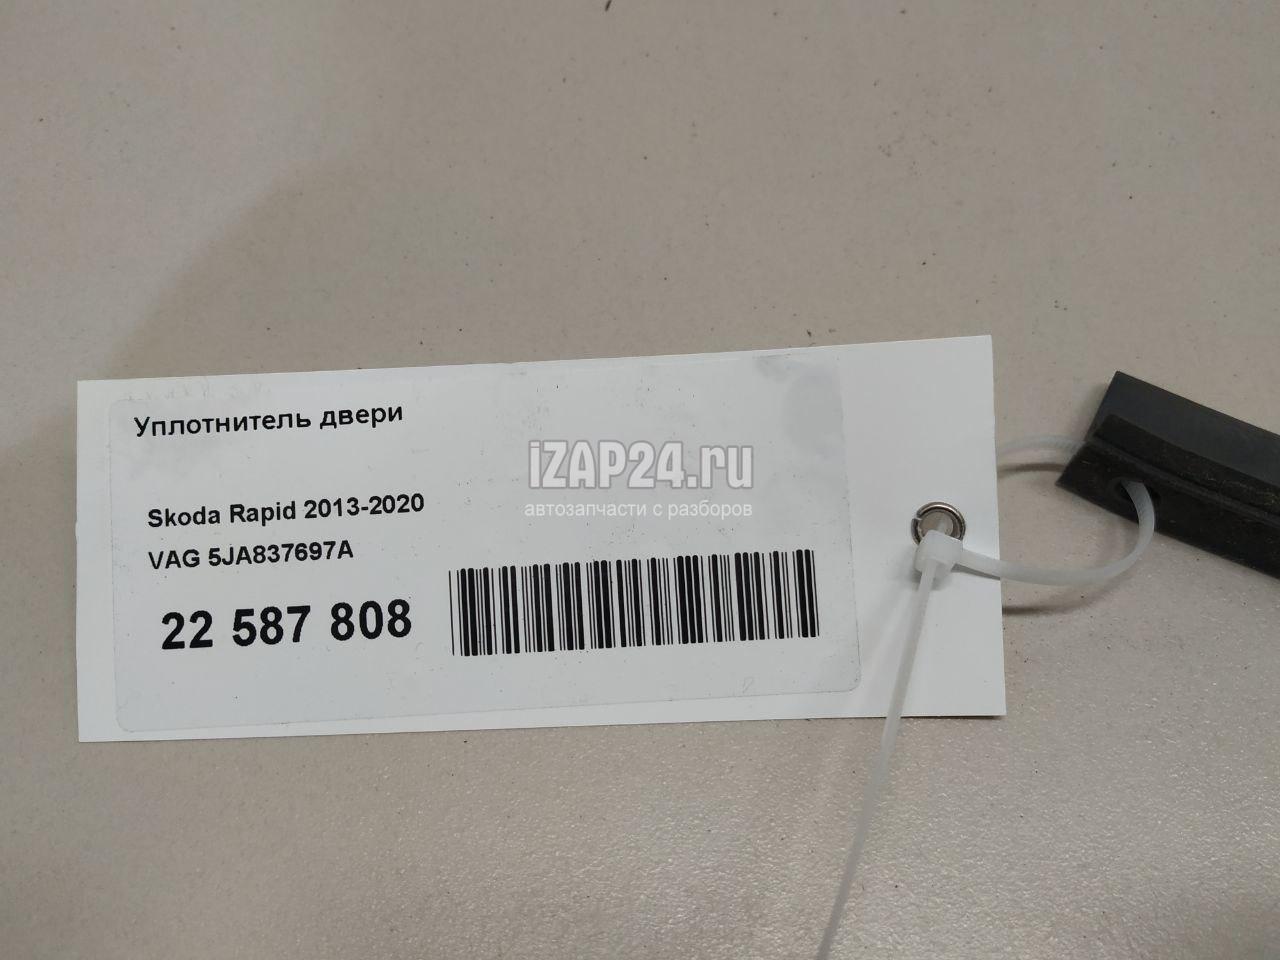 Уплотнитель двери
iZAP24.ru
автозапчасти с разборов
Skoda Rapid 2013-2020
VAG 5JA837697A
22 587 808